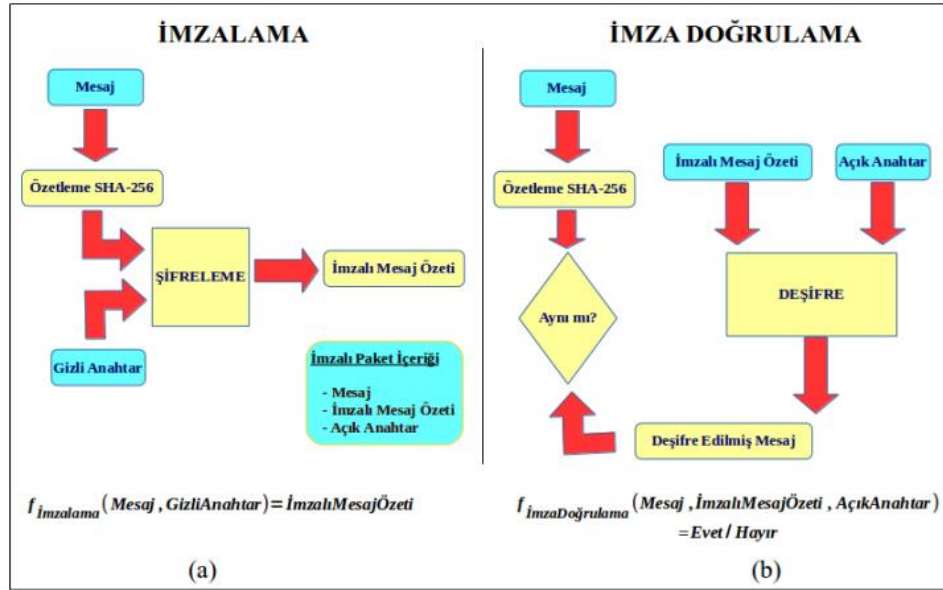 İMZALAMA
Mesaj
Özetleme SHA-256
ŞİFRELEME
İmzalı Mesaj Özeti
Gizli Anahtar
İmzalı Paket İçeriği
- Mesaj
- İmzalı Mesaj Özeti
- Açık Anahtar
f İmzalama (Mesaj , GizliAnahtar) = İmzalıMesajÖzeti
(a)
İMZA DOĞRULAMA
Mesaj
İmzalı Mesaj Özeti
Açık Anahtar
Özetleme SHA-256
DEŞİFRE
Aynı mı?
Deşifre Edilmiş Mesaj
f İmzaDoğrulama (Mesaj , İmzalıMesajÖzeti , AçıkAnahtar)
= Evet / Hayır
(b)